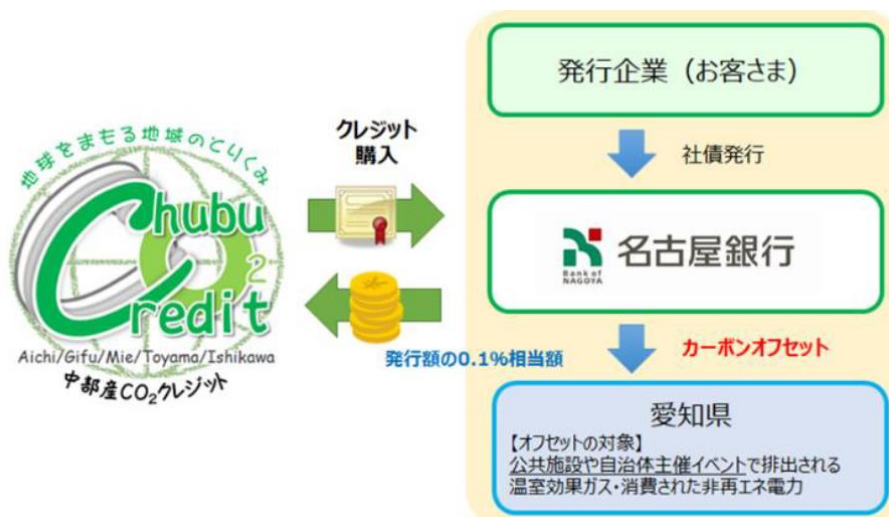 地球をまもる地域のとりくみ
Chubu
CO2
Credit
Aichi/Gifu/Mie/Toyama/Ishikawa
中部産CO₂クレジット
クレジット
購入
発行額の0.1%相当額
発行企業（お客さま）
社債発行
Bank of
NAGOYA
名古屋銀行
カーボンオフセット
愛知県
【オフセットの対象】
公共施設や自治体主催イベントで排出される
温室効果ガス・消費された非再エネ電力